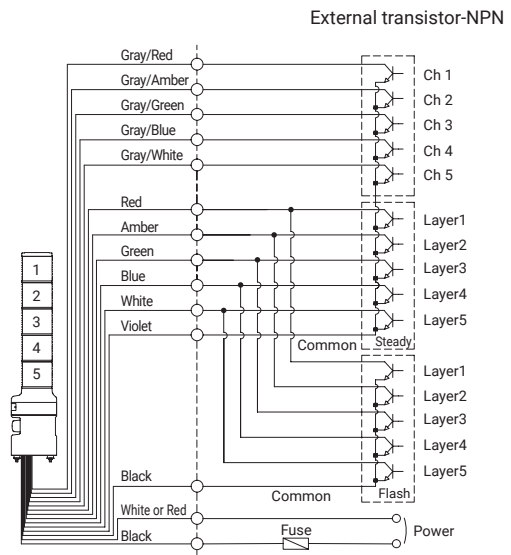 External transistor-NPN
Gray/Red
Ch 1
Gray/Amber
Ch 2
Gray/Green
Ch 3
Gray/Blue
Ch 4
Gray/White
Ch 5
Red
Layer1
Amber
Layer2
Green
Layer3
Blue
Layer4
White
Layer5
Violet
Common
Steady
1
2
3
4
5
Layer1
Layer2
Layer3
Layer4
Layer5
Black
Common
Flash
White or Red
Fuse
Power
Black